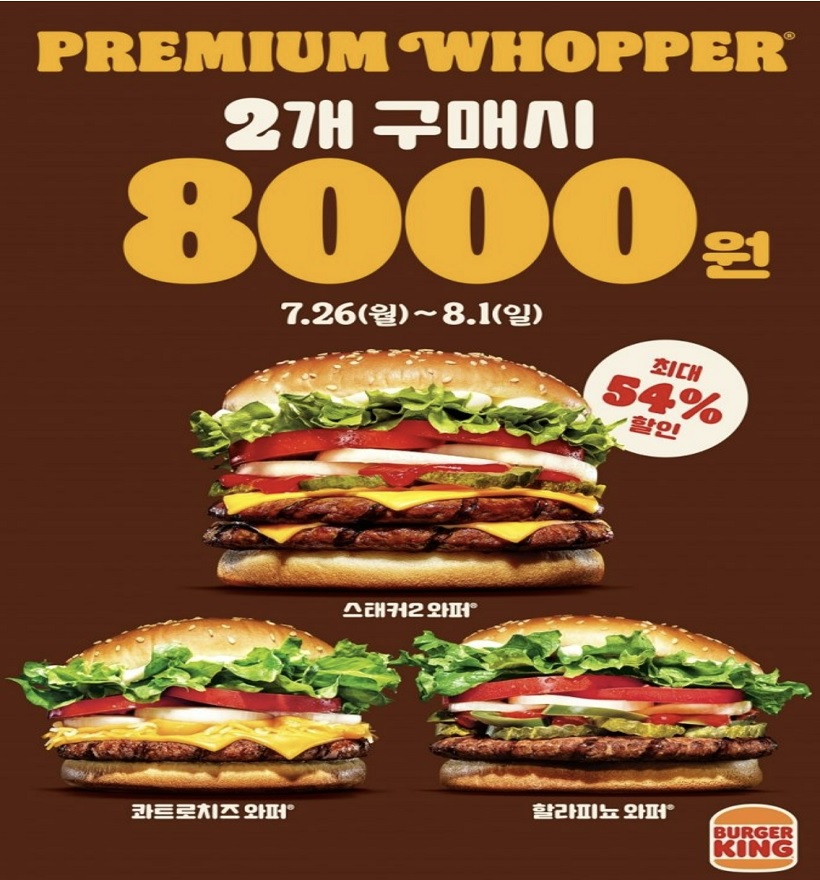 PREMIUM WHOPPER®
2개 구매시
8000원
7.26(월)~8.1(일)
최대
54%
할인
스태커2 와퍼®
콰트로치즈 와퍼®
할라피뇨 와퍼®
BURGER
KING